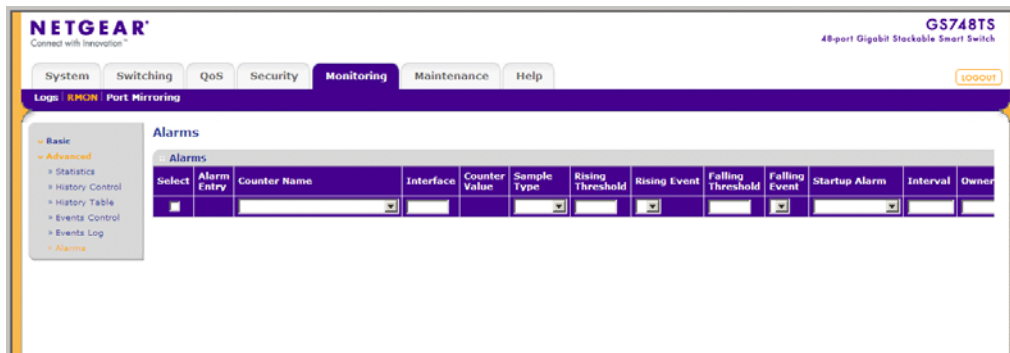 NETGEAR
Connect with Innovation™
GS748TS
48-port Gigabit Stackable Smart Switch
System Switching QoS Security Monitoring Maintenance Help LOGOUT
Logs RMON Port Mirroring
Basic
Advanced
» Statistics
» History Control
» History Table
» Events Control
» Events Log
» Alarms
Alarms
Alarms
Select Alarm Entry Counter Name Interface Counter Value Sample Type Rising Threshold Rising Event Falling Threshold Falling Event Startup Alarm Interval Owner